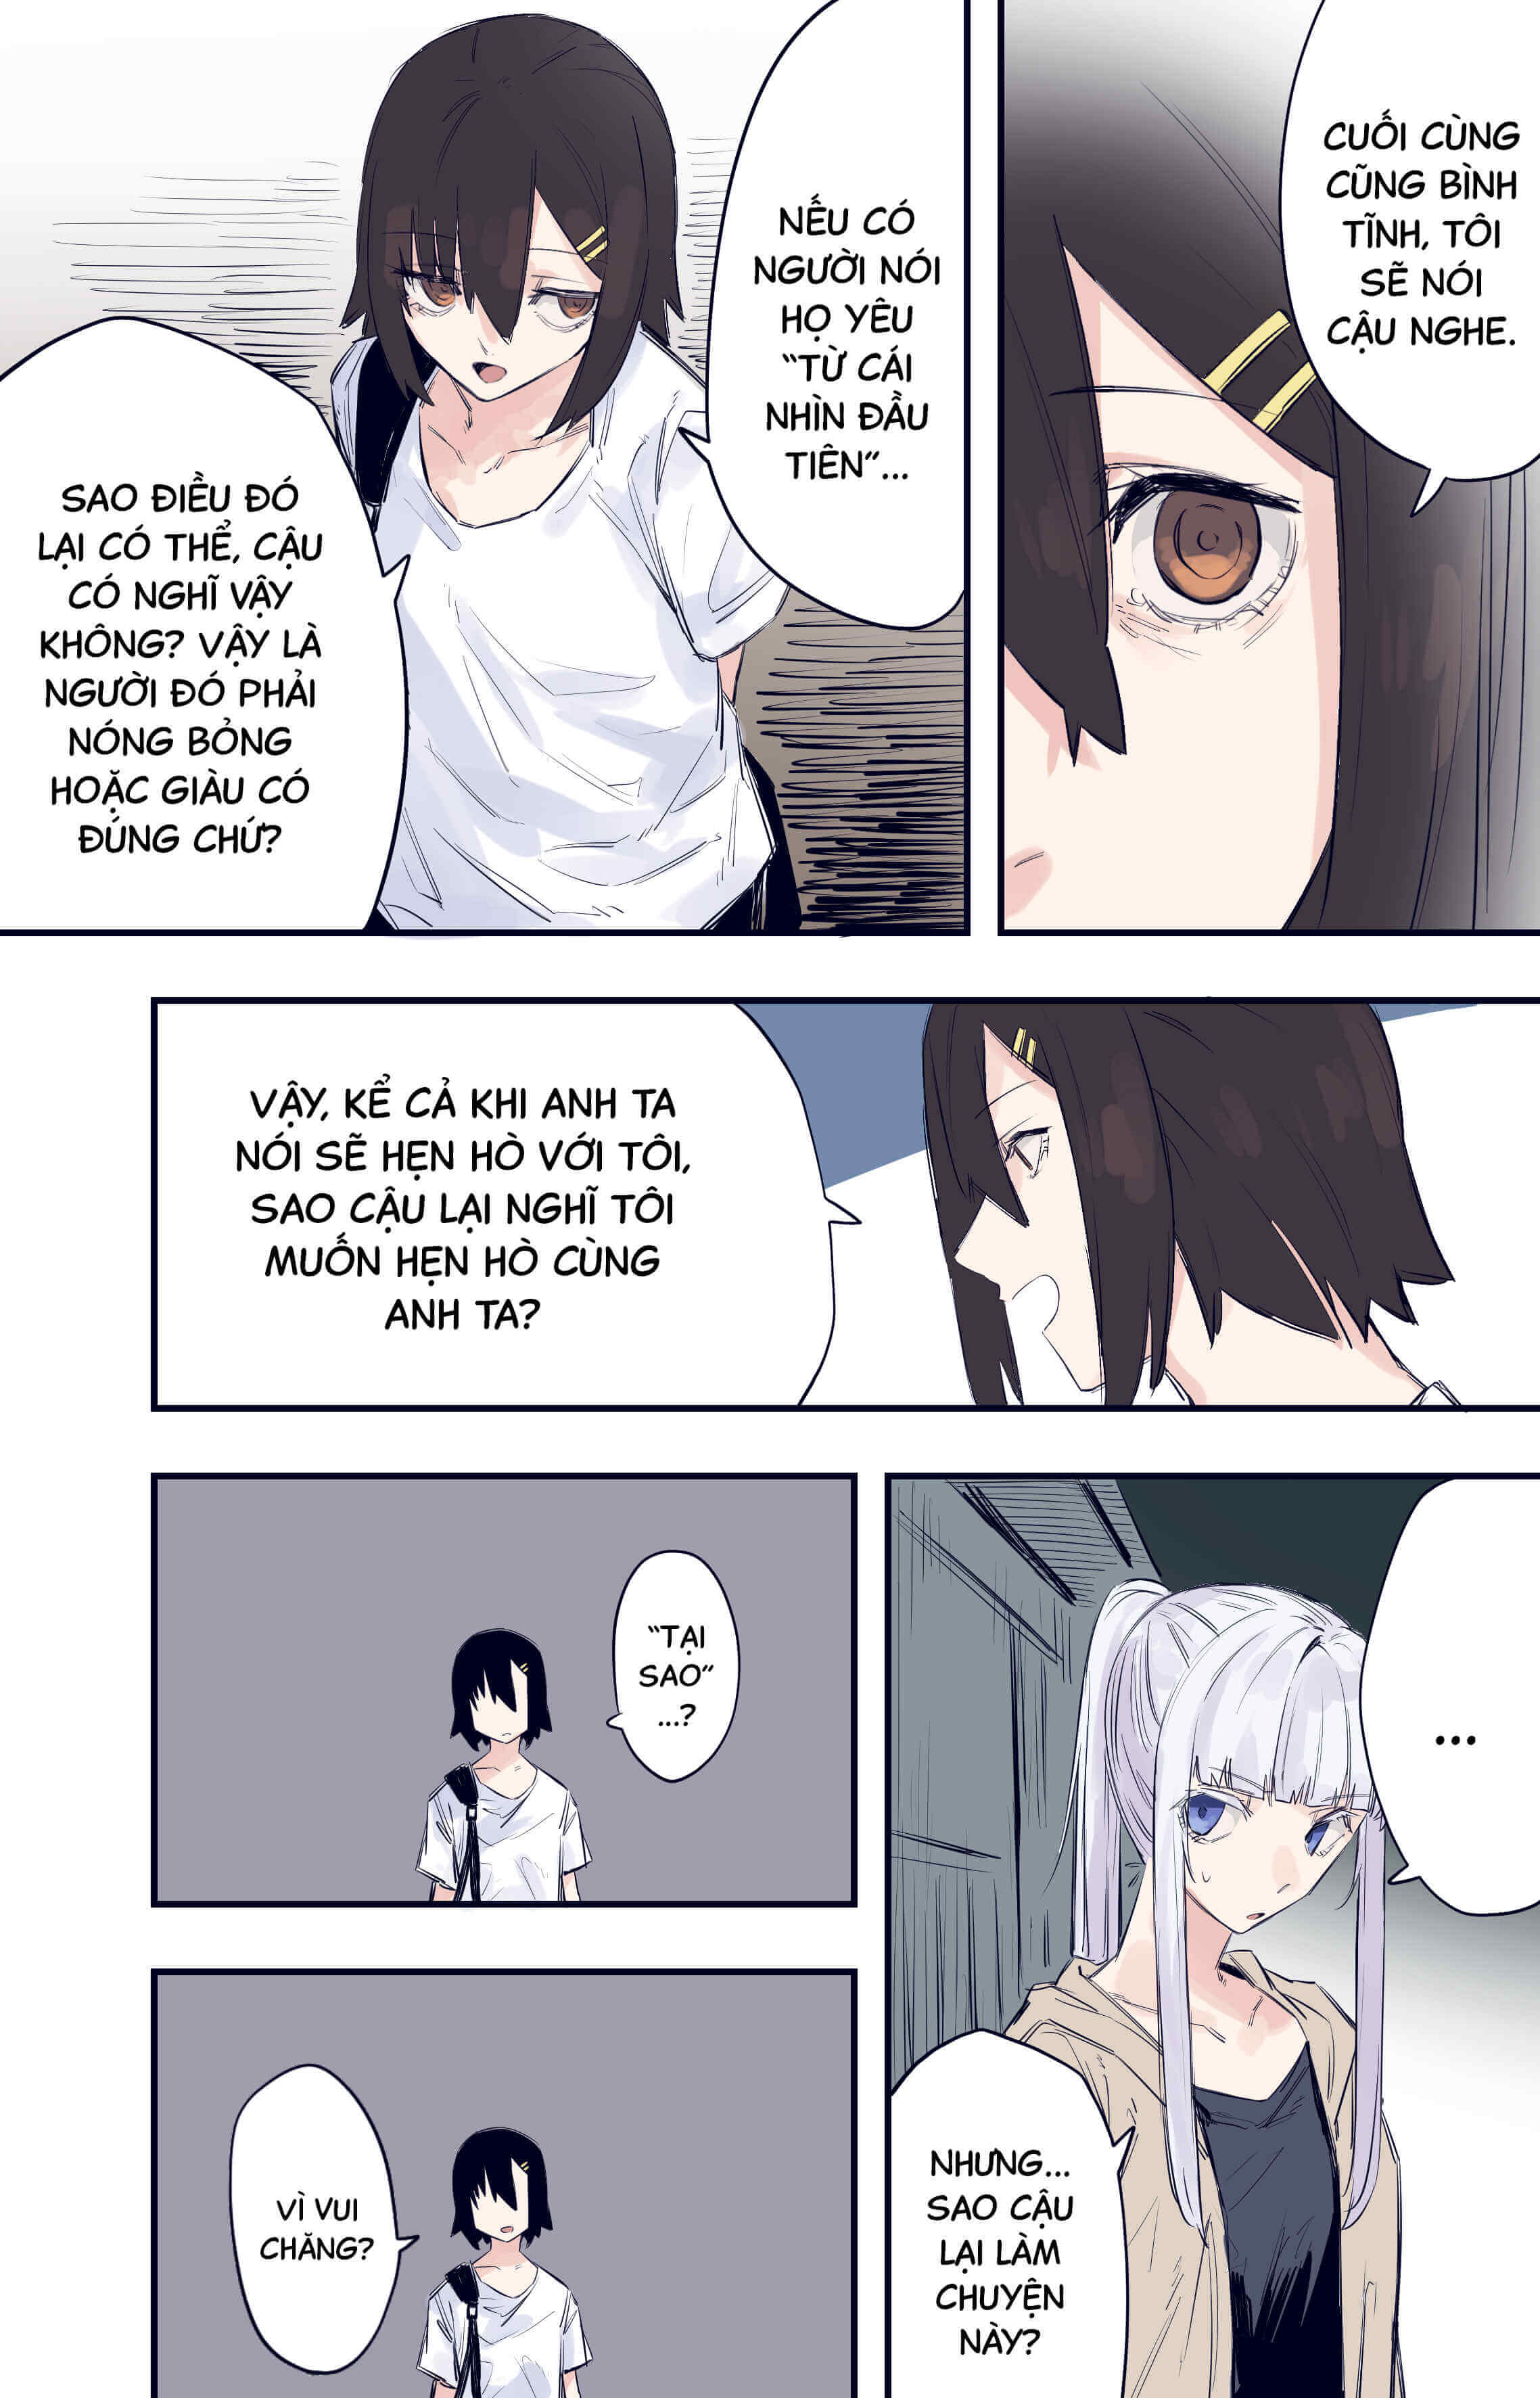 CUỐI CÙNG
CŨNG BÌNH
TĨNH, TÔI
SẼ NÓI
CẬU NGHE.
NẾU CÓ
NGƯỜI NÓI
HỌ YÊU
“TỪ CÁI
NHÌN ĐẦU
TIÊN”...
SAO ĐIỀU ĐÓ
LẠI CÓ THỂ, CẬU
CÓ NGHĨ VẬY
KHÔNG? VẬY LÀ
NGƯỜI ĐÓ PHẢI
NÓNG BỎNG
HOẶC GIÀU CÓ
ĐÚNG CHỨ?
VẬY, KỂ CẢ KHI ANH TA
NÓI SẼ HẸN HÒ VỚI TÔI,
SAO CẬU LẠI NGHĨ TÔI
MUỐN HẸN HÒ CÙNG
ANH TA?
...
NHƯNG...
SAO CẬU
LẠI LÀM
CHUYỆN
NÀY?
“TẠI
SAO”
...?
VÌ VUI
CHĂNG?